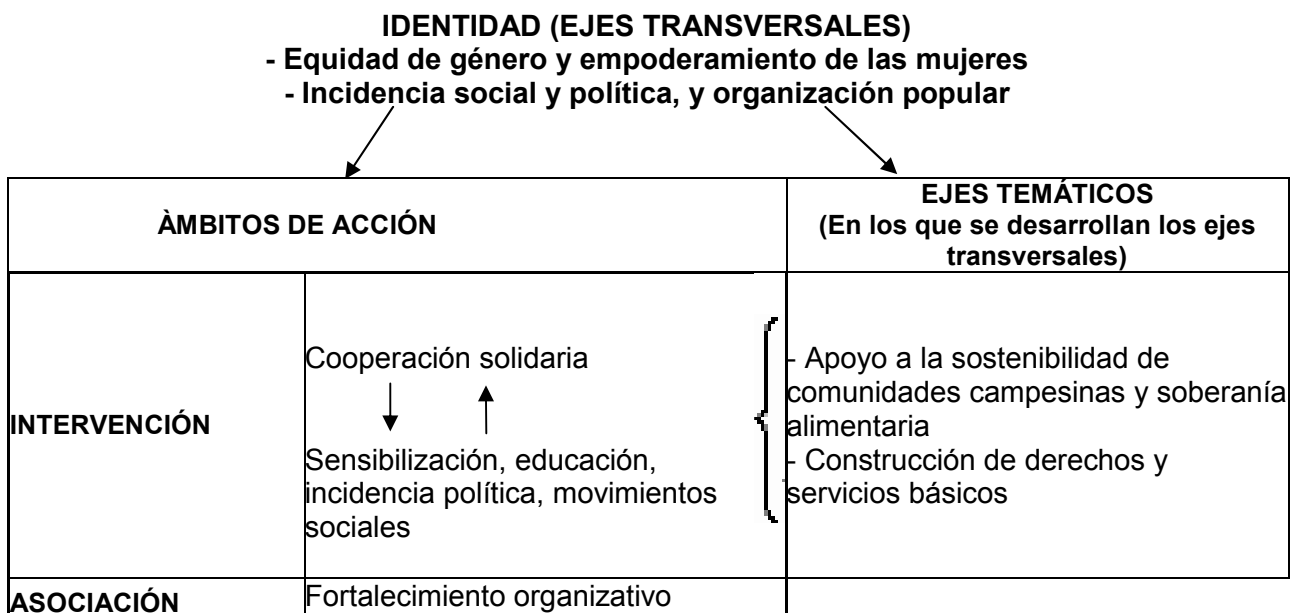 IDENTIDAD (EJES TRANSVERSALES)
- Equidad de género y empoderamiento de las mujeres
- Incidencia social y política, y organización popular
ÀMBITOS DE ACCIÓN
EJES TEMÁTICOS
(En los que se desarrollan los ejes
transversales)
INTERVENCIÓN
Cooperación solidaria
Sensibilización, educación,
incidencia política, movimientos
sociales
- Apoyo a la sostenibilidad de
comunidades campesinas y soberanía
alimentaria
- Construcción de derechos y
servicios básicos
ASOCIACIÓN
Fortalecimiento organizativo